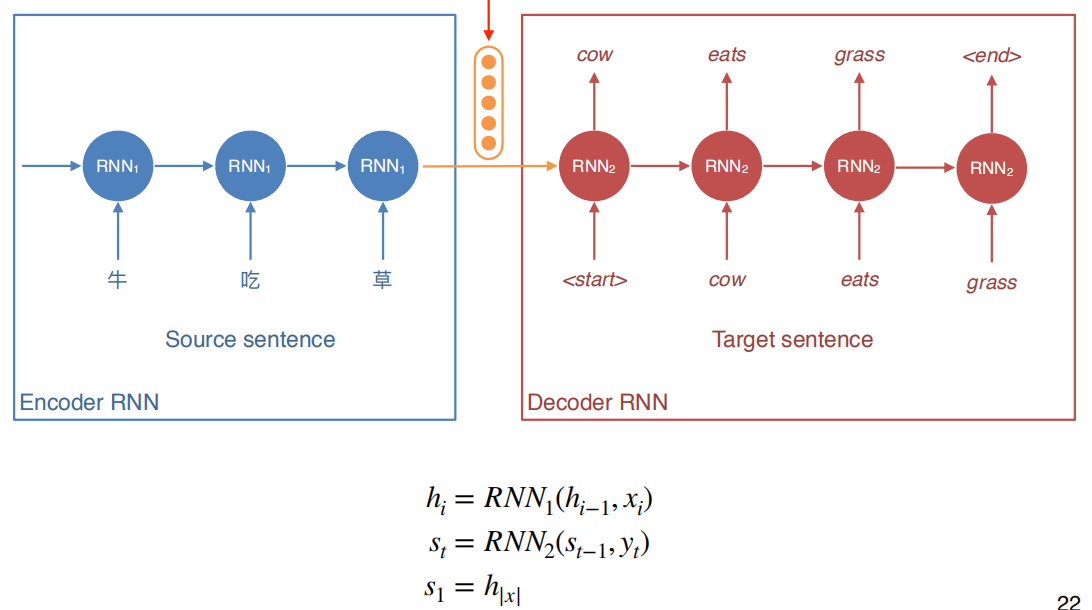 cow eats grass <end>
RNN₁ RNN₁ RNN₁ RNN₂ RNN₂ RNN₂ RNN₂
牛 吃 草 <start> cow eats grass
Source sentence Target sentence
Encoder RNN Decoder RNN
hᵢ = RNN₁(hᵢ₋₁, xᵢ)
sₜ = RNN₂(sₜ₋₁, yₜ)
s₁ = h|ₓ|
22